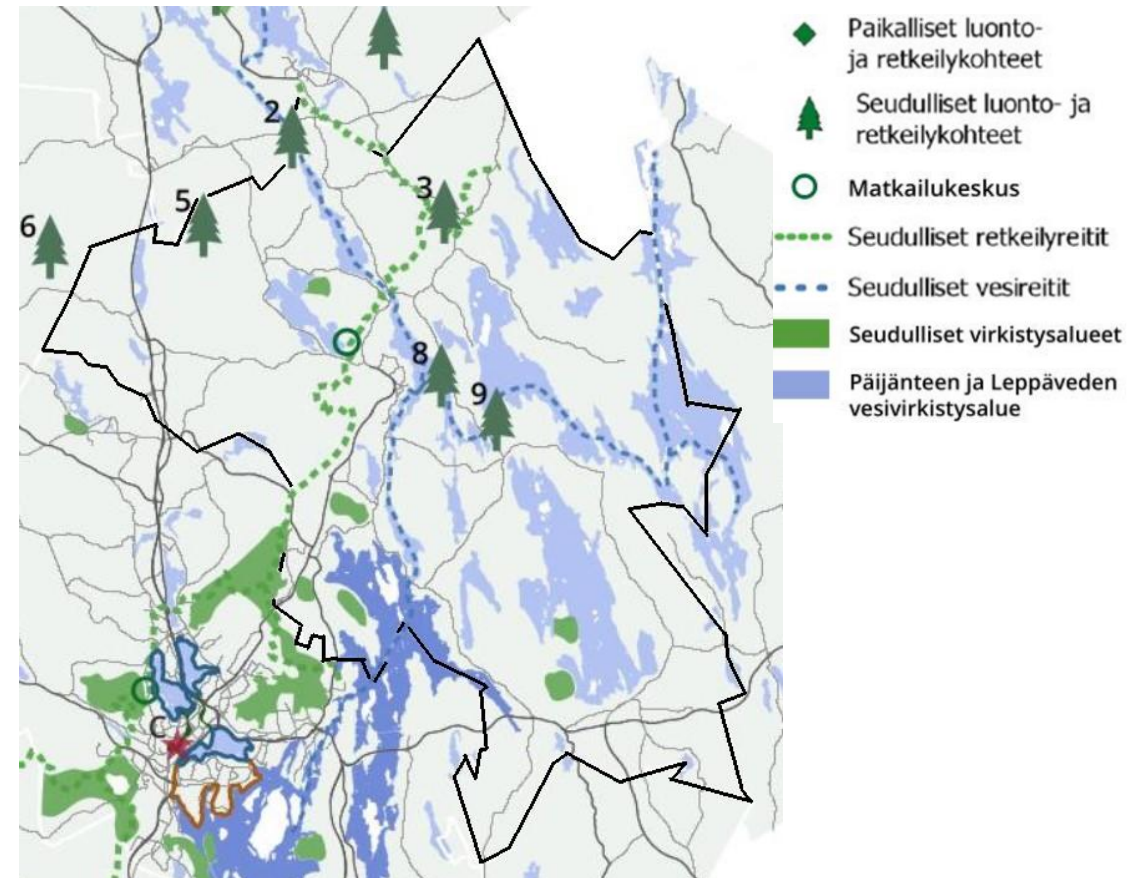 Paikalliset luonto-
ja retkeilykohteet
Seudulliset luonto- ja
retkeilykohteet
Matkailukeskus
Seudulliset retkeilyreitit
Seudulliset vesireitit
Seudulliset virkistysalueet
Päijänteen ja Leppäveden
vesivirkistysalue
2
3
5
6
8
9
C